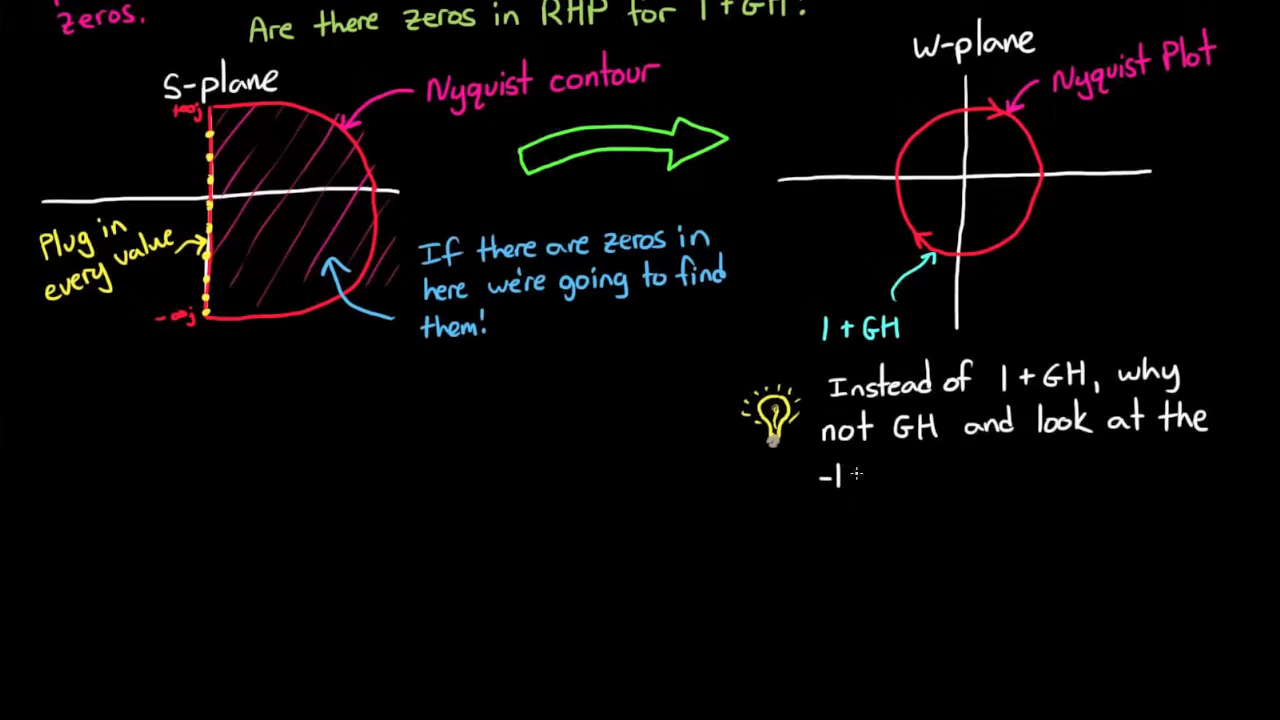 zeros.
Are there zeros in RHP for 1+GH?
S-plane
+∞j
Nyquist contour
Plug in
every value
-∞j
If there are zeros in
here we're going to find
them!
W-plane
Nyquist Plot
1 + GH
Instead of 1 + GH, why
not GH and look at the
-1